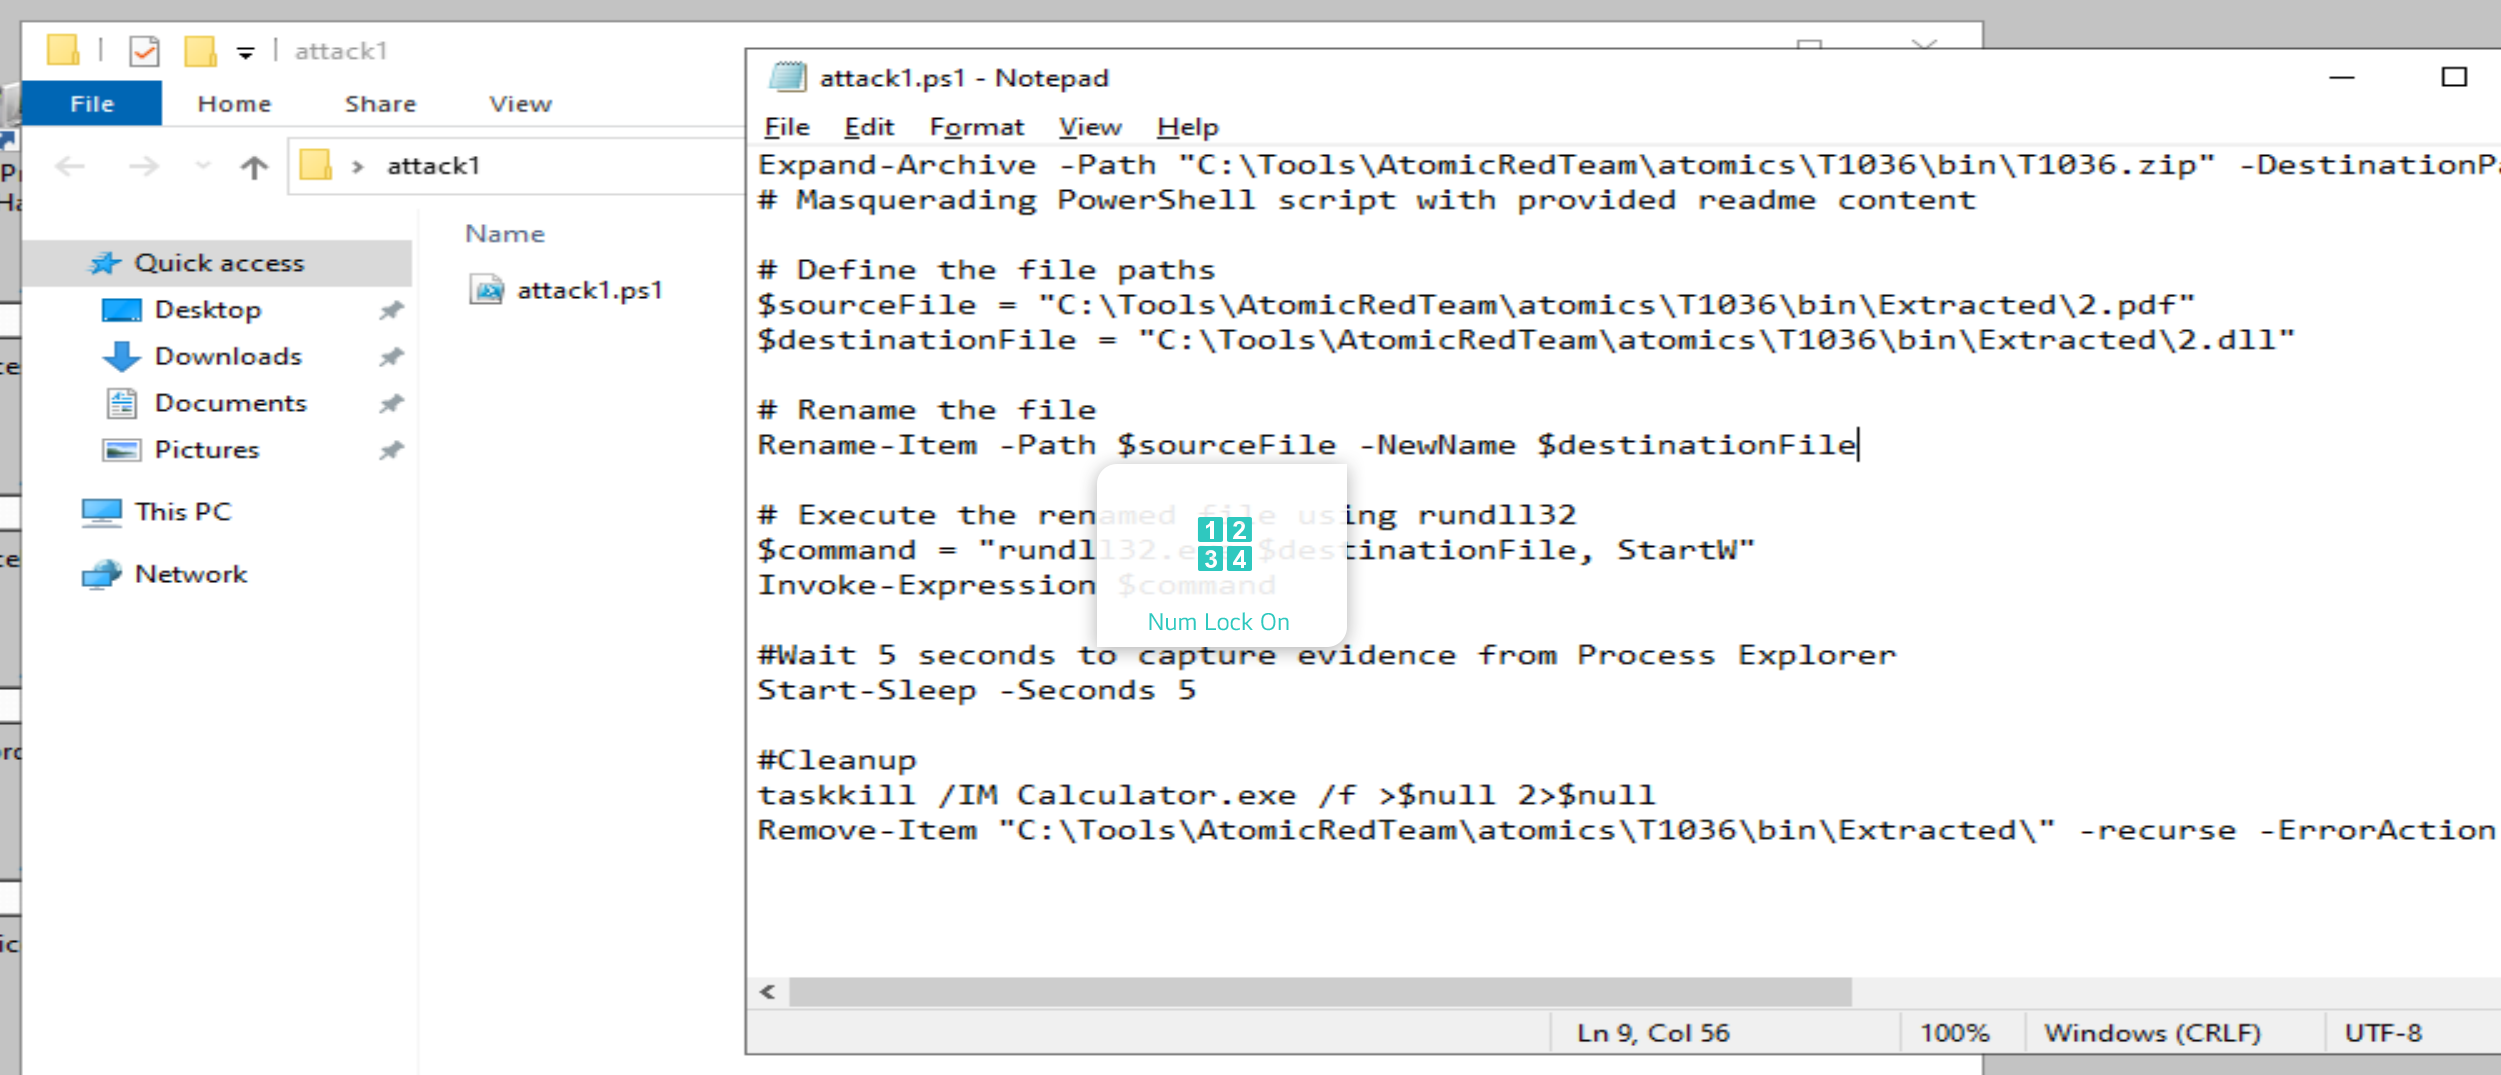 attack1
File Home Share View
attack1
Quick access
Desktop
Downloads
Documents
Pictures
This PC
Network
Name
attack1.ps1
attack1.ps1 - Notepad
File Edit Format View Help
Expand-Archive -Path "C:\Tools\AtomicRedTeam\atomics\T1036\bin\T1036.zip" -DestinationPa
# Masquerading PowerShell script with provided readme content
# Define the file paths
$sourceFile = "C:\Tools\AtomicRedTeam\atomics\T1036\bin\Extracted\2.pdf"
$destinationFile = "C:\Tools\AtomicRedTeam\atomics\T1036\bin\Extracted\2.dll"
# Rename the file
Rename-Item -Path $sourceFile -NewName $destinationFile
# Execute the renamed file using rundll32
$command = "rundll32.e $destinationFile, StartW"
Invoke-Expression $command
#Wait 5 seconds to capture evidence from Process Explorer
Start-Sleep -Seconds 5
#Cleanup
taskkill /IM Calculator.exe /f >$null 2>$null
Remove-Item "C:\Tools\AtomicRedTeam\atomics\T1036\bin\Extracted\" -recurse -ErrorAction
1 2
3 4
Num Lock On
Ln 9, Col 56 100% Windows (CRLF) UTF-8